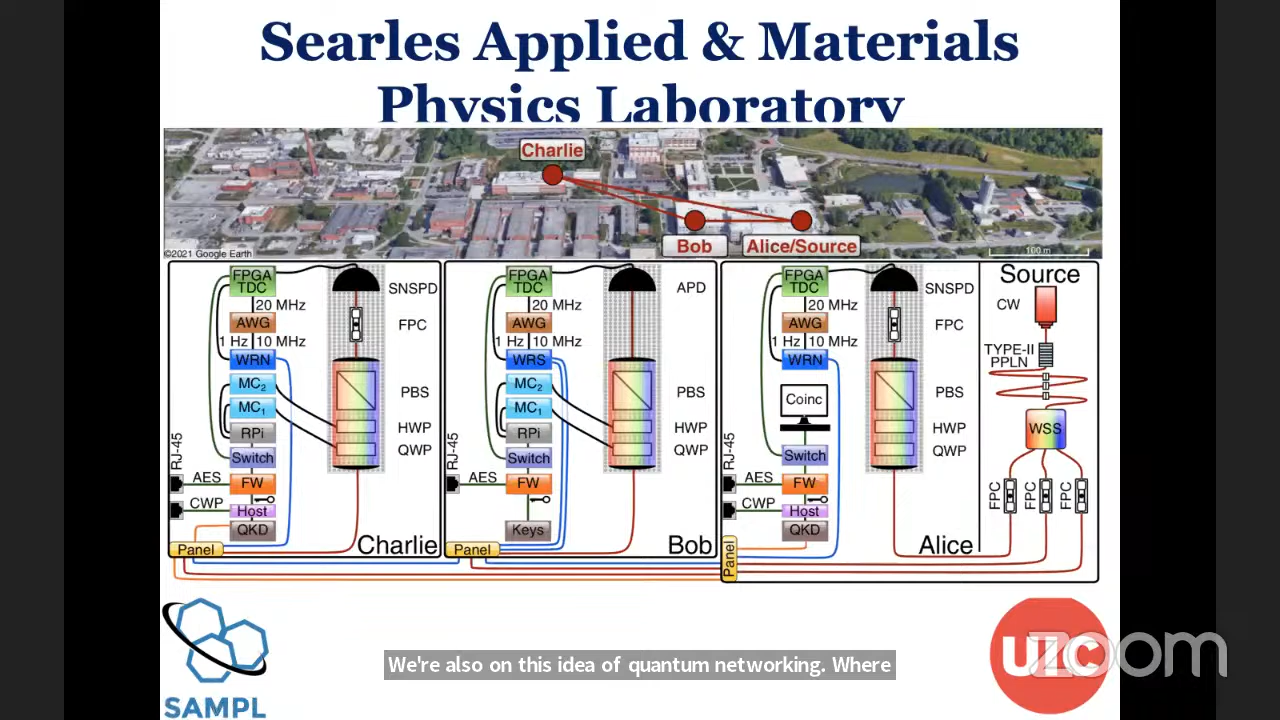 Searles Applied & Materials
Physics Laboratory
Charlie
Bob
Alice/Source
©2021 Google Earth
100 m
FPGA
TDC
20 MHz
AWG
1 Hz
10 MHz
WRN
MC2
MC1
RPi
Switch
RJ-45
AES
FW
CWP
Host
QKD
Panel
SNSPD
FPC
PBS
HWP
QWP
Charlie
FPGA
TDC
20 MHz
AWG
1 Hz
10 MHz
WRS
MC2
MC1
RPi
Switch
RJ-45
AES
FW
Keys
Panel
APD
PBS
HWP
QWP
Bob
FPGA
TDC
20 MHz
AWG
1 Hz
10 MHz
WRN
Coinc
Switch
RJ-45
AES
FW
CWP
Host
QKD
Panel
SNSPD
FPC
PBS
HWP
QWP
Alice
Source
CW
TYPE-II
PPLN
WSS
FPC
FPC
FPC
SAMPL
We're also on this idea of quantum networking. Where
zoom